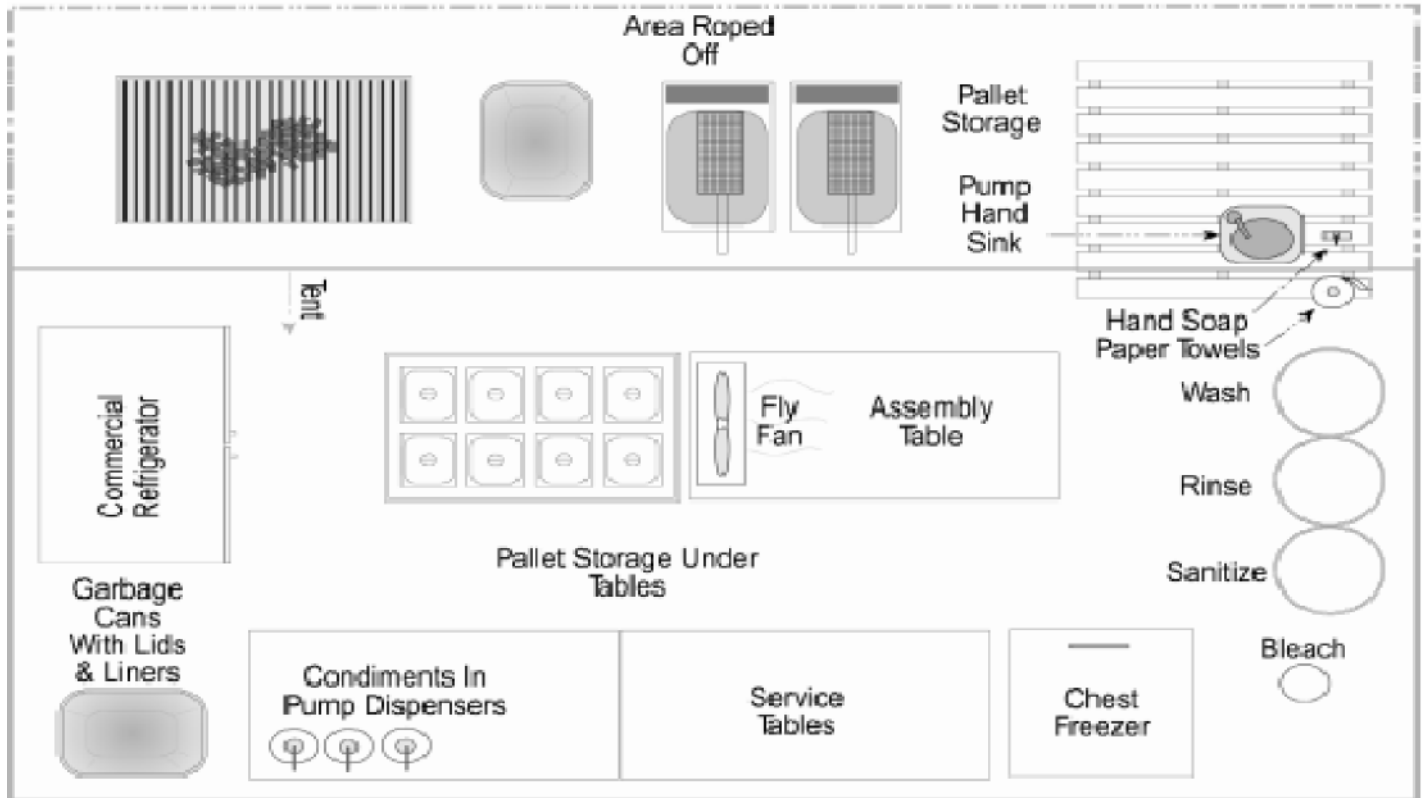 Area Roped
Off
Pallet
Storage
Pump
Hand
Sink
Tent
Hand Soap
Paper Towels
Commercial
Refrigerator
Fly
Fan
Assembly
Table
Wash
Rinse
Sanitize
Pallet Storage Under
Tables
Garbage
Cans
With Lids
& Liners
Condiments In
Pump Dispensers
Service
Tables
Chest
Freezer
Bleach